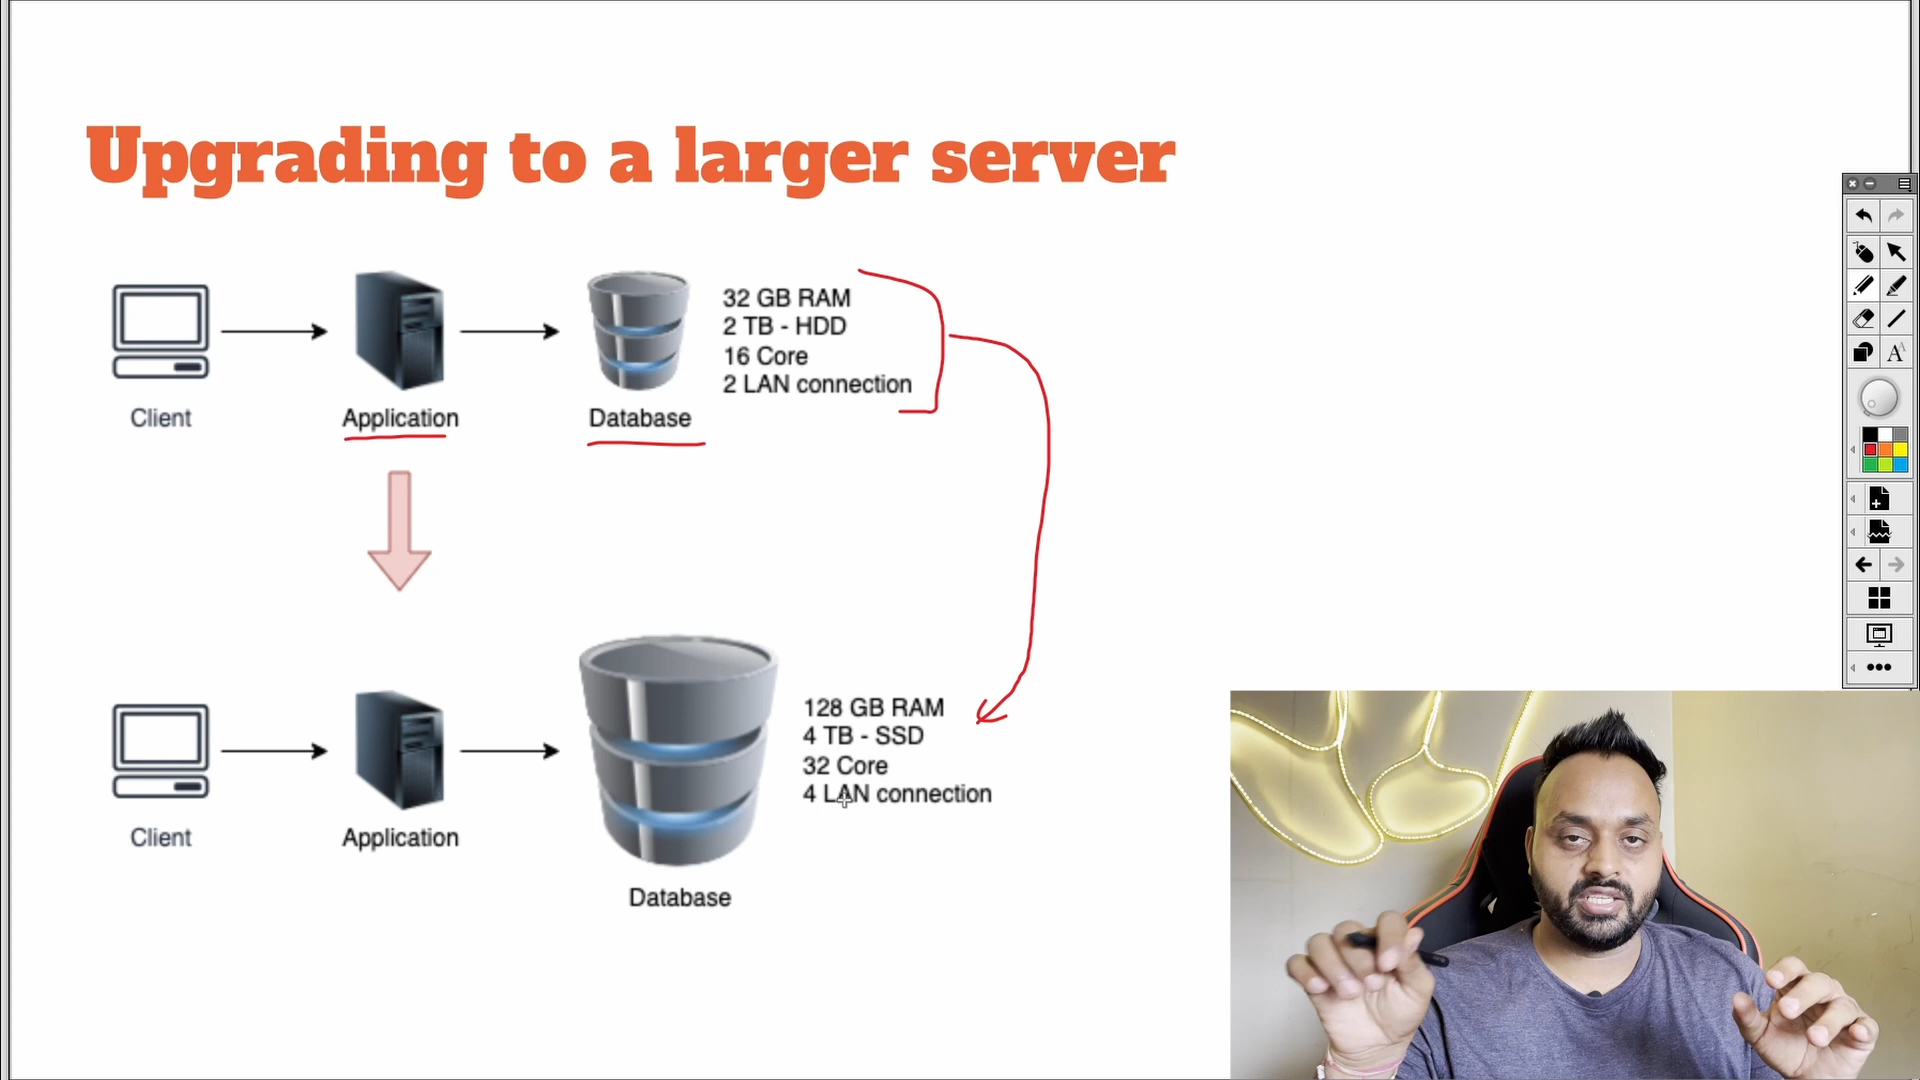 Upgrading to a larger server
32 GB RAM
2 TB - HDD
16 Core
2 LAN connection
Client
Application
Database
128 GB RAM
4 TB - SSD
32 Core
4 LAN connection
Client
Application
Database
A